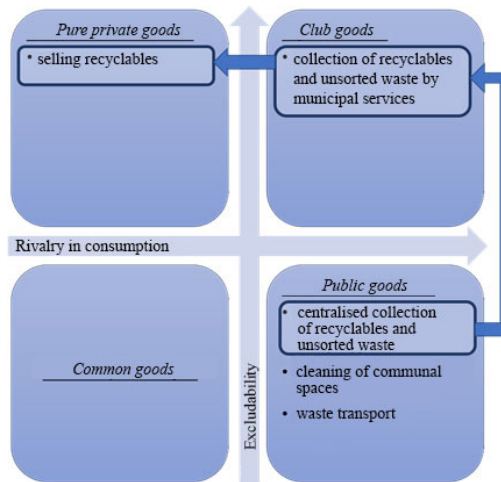 Pure private goods
• selling recyclables
Club goods
• collection of recyclables
and unsorted waste by
municipal services
Rivalry in consumption
Excludability
Common goods
Public goods
• centralised collection
of recyclables and
unsorted waste
• cleaning of communal
spaces
• waste transport